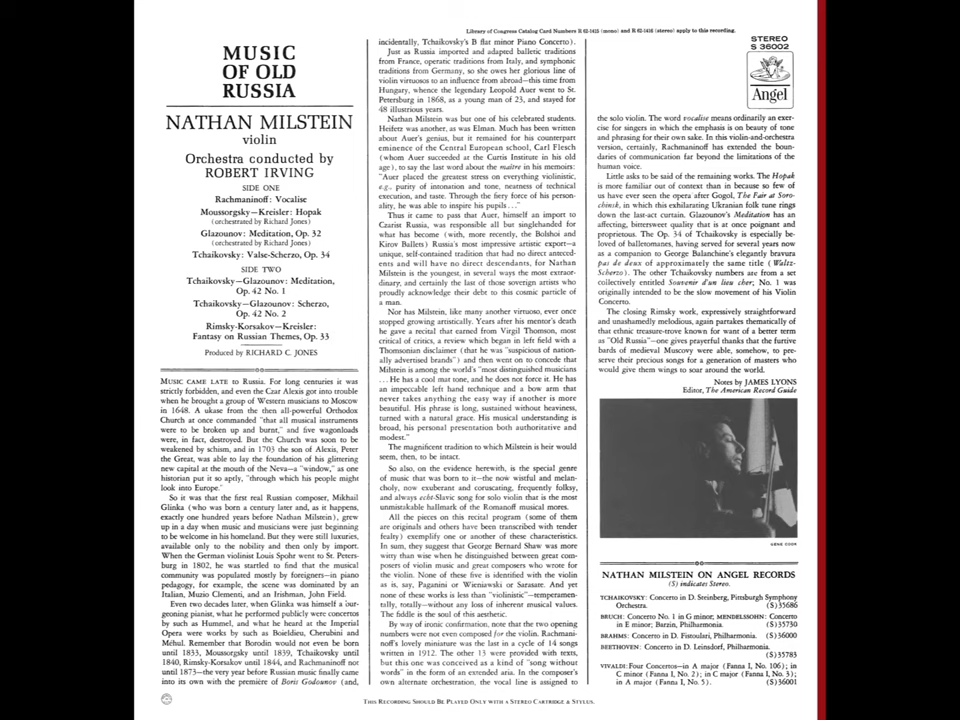 Library of Congress Catalog Card Numbers R 62-1415 (mono) and R 62-1416 (stereo) apply to this recording.
MUSIC
OF OLD
RUSSIA
NATHAN MILSTEIN
violin
Orchestra conducted by
ROBERT IRVING
SIDE ONE
Rachmaninoff: Vocalise
Moussorgsky—Kreisler: Hopak
(orchestrated by Richard Jones)
Glazounov: Meditation, Op. 32
(orchestrated by Richard Jones)
Tchaikovsky: Valse-Scherzo, Op. 34
SIDE TWO
Tchaikovsky—Glazounov: Meditation,
Op. 42 No. 1
Tchaikovsky—Glazounov: Scherzo,
Op. 42 No. 2
Rimsky-Korsakov—Kreisler:
Fantasy on Russian Themes, Op. 33
Produced by RICHARD C. JONES
MUSIC CAME LATE to Russia. For long centuries it was
strictly forbidden, and even the Czar Alexis got into trouble
when he brought a group of Western musicians to Moscow
in 1648. A ukase from the then all-powerful Orthodox
Church at once commanded "that all musical instruments
were to be broken up and burnt," and five wagonloads
were, in fact, destroyed. But the Church was soon to be
weakened by schism, and in 1703 the son of Alexis, Peter
the Great, was able to lay the foundation of his glittering
new capital at the mouth of the Neva—a "window," as one
historian put it so aptly, "through which his people might
look into Europe."
So it was that the first real Russian composer, Mikhail
Glinka (who was born a century later and, as it happens,
exactly one hundred years before Nathan Milstein), grew
up in a day when music and musicians were just beginning
to be welcome in his homeland. But they were still luxuries,
available only to the nobility and then only by import.
When the German violinist Louis Spohr went to St. Peters-
burg in 1802, he was startled to find that the musical
community was populated mostly by foreigners—in piano
pedagogy, for example, the scene was dominated by an
Italian, Muzio Clementi, and an Irishman, John Field.
Even two decades later, when Glinka was himself a bur-
geoning pianist, what he performed publicly were concertos
by such as Hummel, and what he heard at the Imperial
Opera were works by such as Boieldieu, Cherubini and
Méhul. Remember that Borodin would not even be born
until 1833, Mousorgsky until 1839, Tchaikovsky until
1840, Rimsky-Korsakov until 1844, and Rachmaninoff not
until 1873—the very year before Russian music finally came
into its own with the première of Boris Godounov (and,
incidentally, Tchaikovsky's B flat minor Piano Concerto).
Just as Russia imported and adapted balletic traditions
from France, operatic traditions from Italy, and symphonic
traditions from Germany, so she owes her glorious line of
violin virtuosos to an influence from abroad—this time from
Hungary, whence the legendary Leopold Auer went to St.
Petersburg in 1868, as a young man of 23, and stayed for
48 illustrious years.
Nathan Milstein was but one of his celebrated students.
Heifetz was another, as was Elman. Much has been written
about Auer's genius, but it remained for his counterpart
eminence of the Central European school, Carl Flesch
(whom Auer succeeded at the Curtis Institute in his old
age), to say the last word about the maître in his memoirs:
"Auer placed the greatest stress on everything violinistic,
e.g., purity of intonation and tone, neatness of technical
execution, and taste. Through the fiery force of his person-
ality, he was able to inspire his pupils . . ."
Thus it came to pass that Auer, himself an import to
Czarist Russia, was responsible all but singlehanded for
what has become (with, more recently, the Bolshoi and
Kirov Ballets) Russia's most impressive artistic export—a
unique, self-contained tradition that had no direct anteced-
ents and will have no direct descendants, for Nathan
Milstein is the youngest, in several ways the most extraor-
dinary, and certainly the last of those sovereign artists who
proudly acknowledge their debt to this cosmic particle of
a man.
Nor has Milstein, like many another virtuoso, ever once
stopped growing artistically. Years after his mentor's death
he gave a recital that earned from Virgil Thomson, most
critical of critics, a review which began in left field with a
Thomsonian disclaimer (that he was "suspicious of nation-
ally advertised brands") and then went on to concede that
Milstein is among the world's "most distinguished musicians
. . . He has a cool mat tone, and he does not force it. He has
an impeccable left hand technique and a bow arm that
never takes anything the easy way if another is more
beautiful. His phrase is long, sustained without heaviness,
turned with a natural grace. His musical understanding is
broad, his personal presentation both authoritative and
modest."
The magnificent tradition to which Milstein is heir would
seem, then, to be intact.
So also, on the evidence herewith, is the special genre
of music that was born to it—the now wistful and melan-
choly, now exuberant and coruscating, frequently folksy,
and always echt-Slavic song for solo violin that is the most
unmistakable hallmark of the Romanoff musical mores.
All the pieces on this recital program (some of them
are originals and others have been transcribed with tender
fealty) exemplify one or another of these characteristics.
In sum, they suggest that George Bernard Shaw was more
witty than wise when he distinguished between great com-
posers of violin music and great composers who wrote for
the violin. None of these five is identified with the violin
as is, say, Paganini or Wieniawski or Sarasate. And yet
none of these works is less than "violinistic"—temperamen-
tally, totally—without any loss of inherent musical values.
The fiddle is the soul of this aesthetic.
By way of ironic confirmation, note that the two opening
numbers were not even composed for the violin. Rachmani-
noff's lovely miniature was the last in a cycle of 14 songs
written in 1912. The other 13 were provided with texts,
but this one was conceived as a kind of "song without
words" in the form of an extended aria. In the composer's
own alternate orchestration, the vocal line is assigned to
STEREO
S 36002
Angel
the solo violin. The word vocalise means ordinarily an exer-
cise for singers in which the emphasis is on beauty of tone
and phrasing for their own sake. In this violin-and-orchestra
version, certainly, Rachmaninoff has extended the boun-
daries of communication far beyond the limitations of the
human voice.
Little asks to be said of the remaining works. The Hopak
is more familiar out of context than in because so few of
us have ever seen the opera after Gogol, The Fair at Soro-
chinsk, in which this exhilarating Ukranian folk tune rings
down the last-act curtain. Glazounov's Meditation has an
affecting, bittersweet quality that is at once poignant and
proprietous. The Op. 34 of Tchaikovsky is especially be-
loved of balletomanes, having served for several years now
as a companion to George Balanchine's elegantly bravura
pas de deux of approximately the same title (Waltz-
Scherzo). The other Tchaikovsky numbers are from a set
collectively entitled Souvenir d'un lieu cher; No. 1 was
originally intended to be the slow movement of his Violin
Concerto.
The closing Rimsky work, expressively straightforward
and unashamedly melodious, again partakes thematically of
that ethnic treasure-trove known for want of a better term
as "Old Russia"—one gives prayerful thanks that the furtive
bards of medieval Muscovy were able, somehow, to pre-
serve their precious songs for a generation of masters who
would give them wings to soar around the world.
Notes by JAMES LYONS
Editor, The American Record Guide
GENE COOK
NATHAN MILSTEIN ON ANGEL RECORDS
(S) indicates Stereo.
TCHAIKOVSKY: Concerto in D. Steinberg, Pittsburgh Symphony
Orchestra. (S)35686
BRUCH: Concerto No. 1 in G minor; MENDELSSOHN: Concerto
in E minor; Barzin, Philharmonia. (S)35730
BRAHMS: Concerto in D. Fistoulari, Philharmonia. (S)36000
BEETHOVEN: Concerto in D. Leinsdorf, Philharmonia.
(S)35783
VIVALDI: Four Concertos—in A major (Fanna I, No. 106); in
C minor (Fanna I, No. 2); in C major (Fanna I, No. 3);
in A major (Fanna I, No. 5). (S)36001
THIS RECORDING SHOULD BE PLAYED ONLY WITH A STEREO CARTRIDGE & STYLUS.